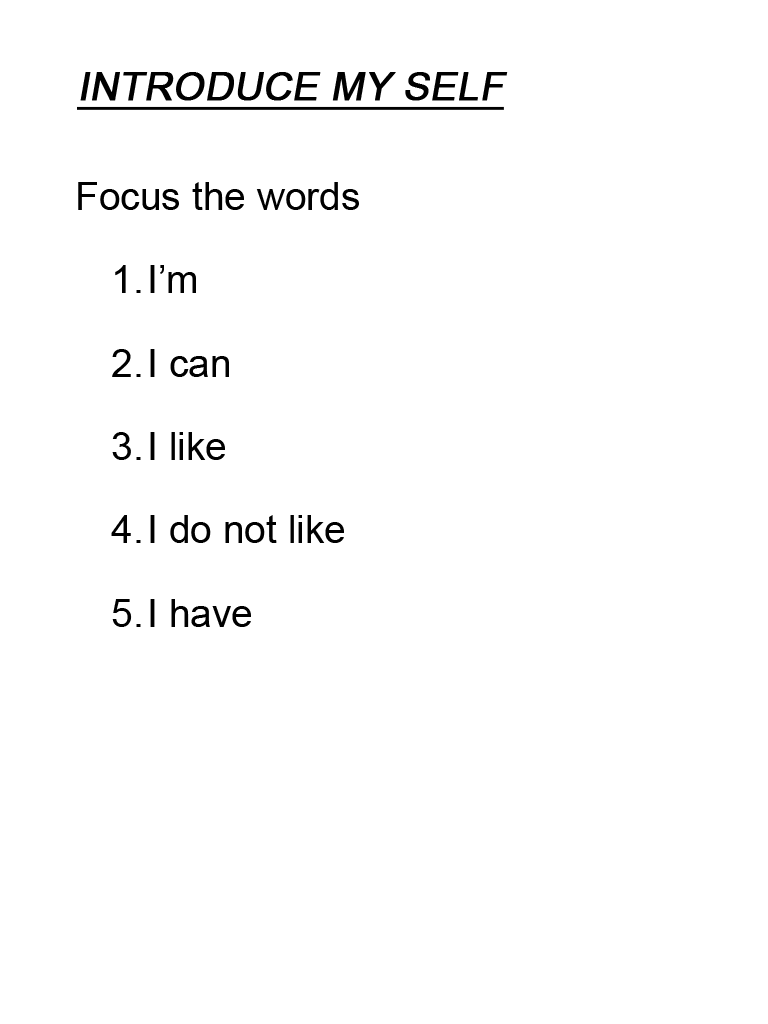 INTRODUCE MY SELF
Focus the words
1. I’m
2. I can
3. I like
4. I do not like
5. I have